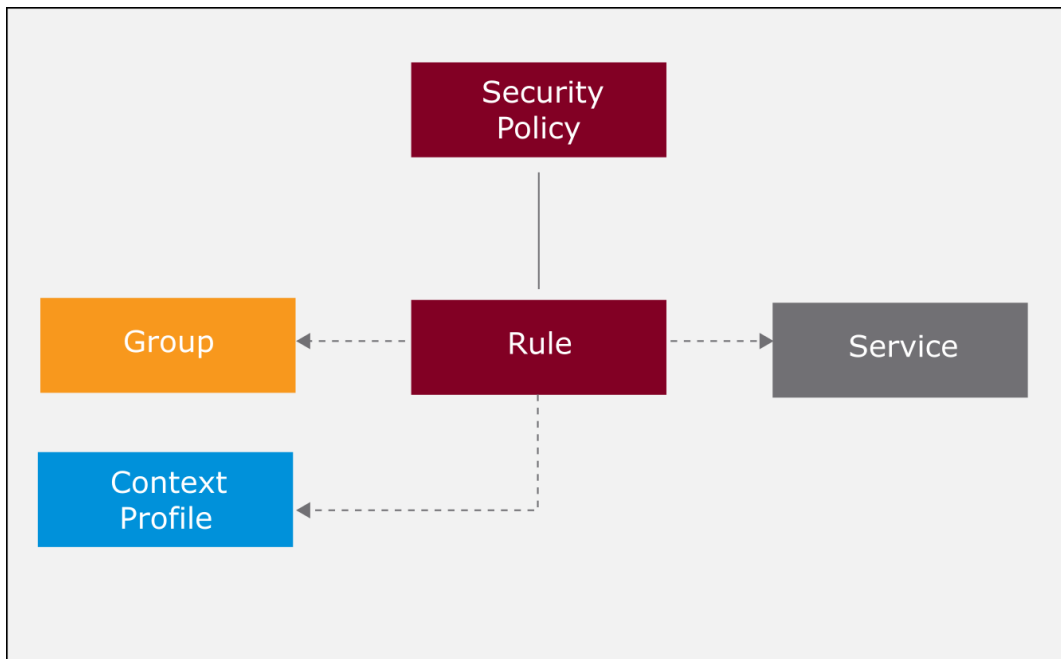 Security
Policy
Group
Rule
Service
Context
Profile